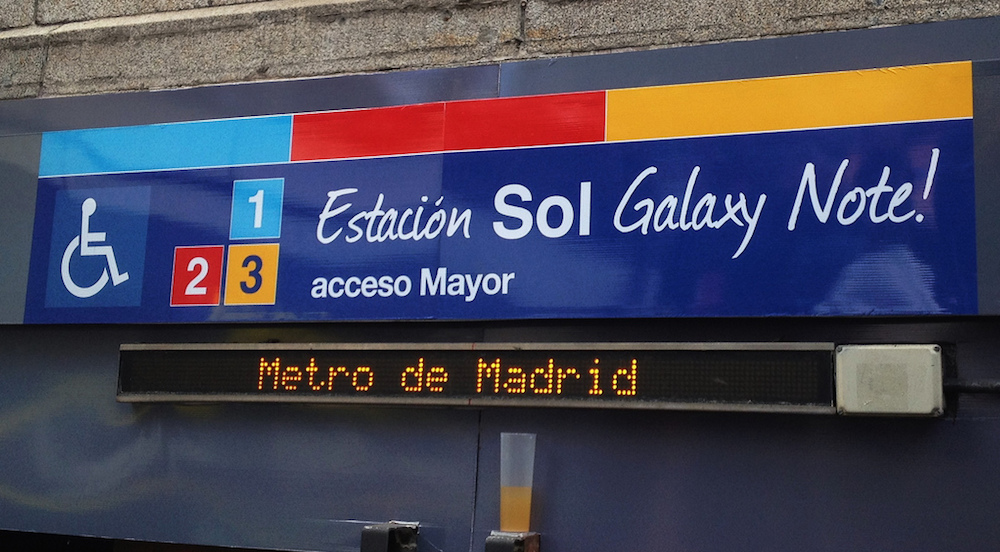 1
2 3
Estación Sol Galaxy Note!
acceso Mayor
Metro de Madrid